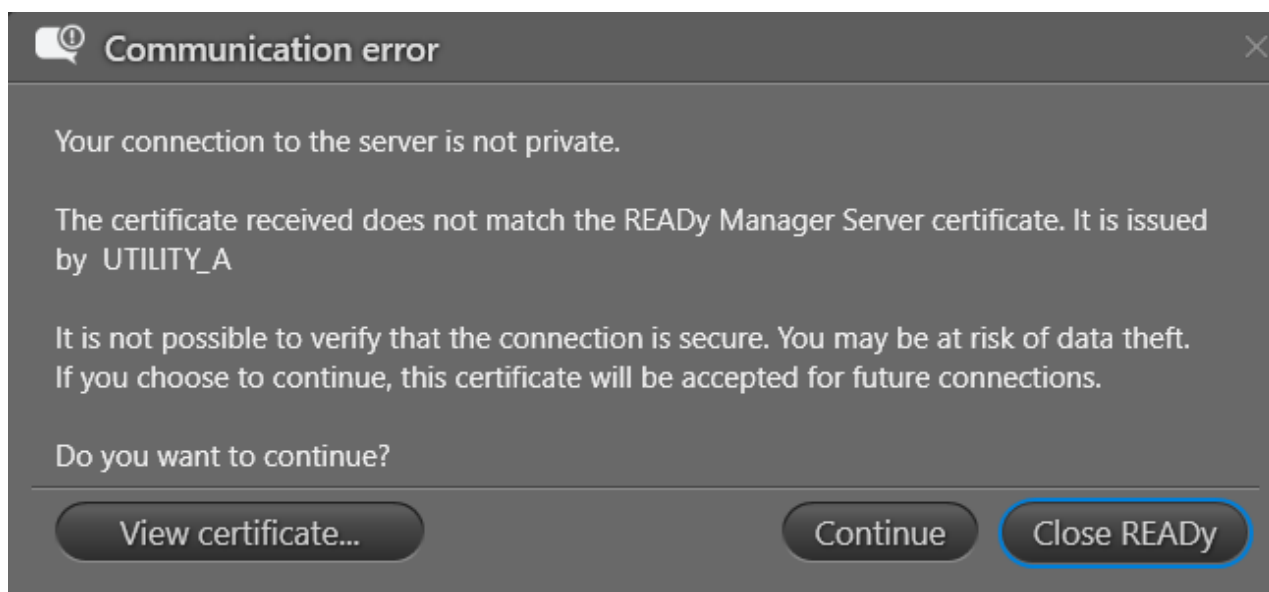 Communication error
Your connection to the server is not private.
The certificate received does not match the READy Manager Server certificate. It is issued
by UTILITY_A
It is not possible to verify that the connection is secure. You may be at risk of data theft.
If you choose to continue, this certificate will be accepted for future connections.
Do you want to continue?
View certificate... Continue Close READy